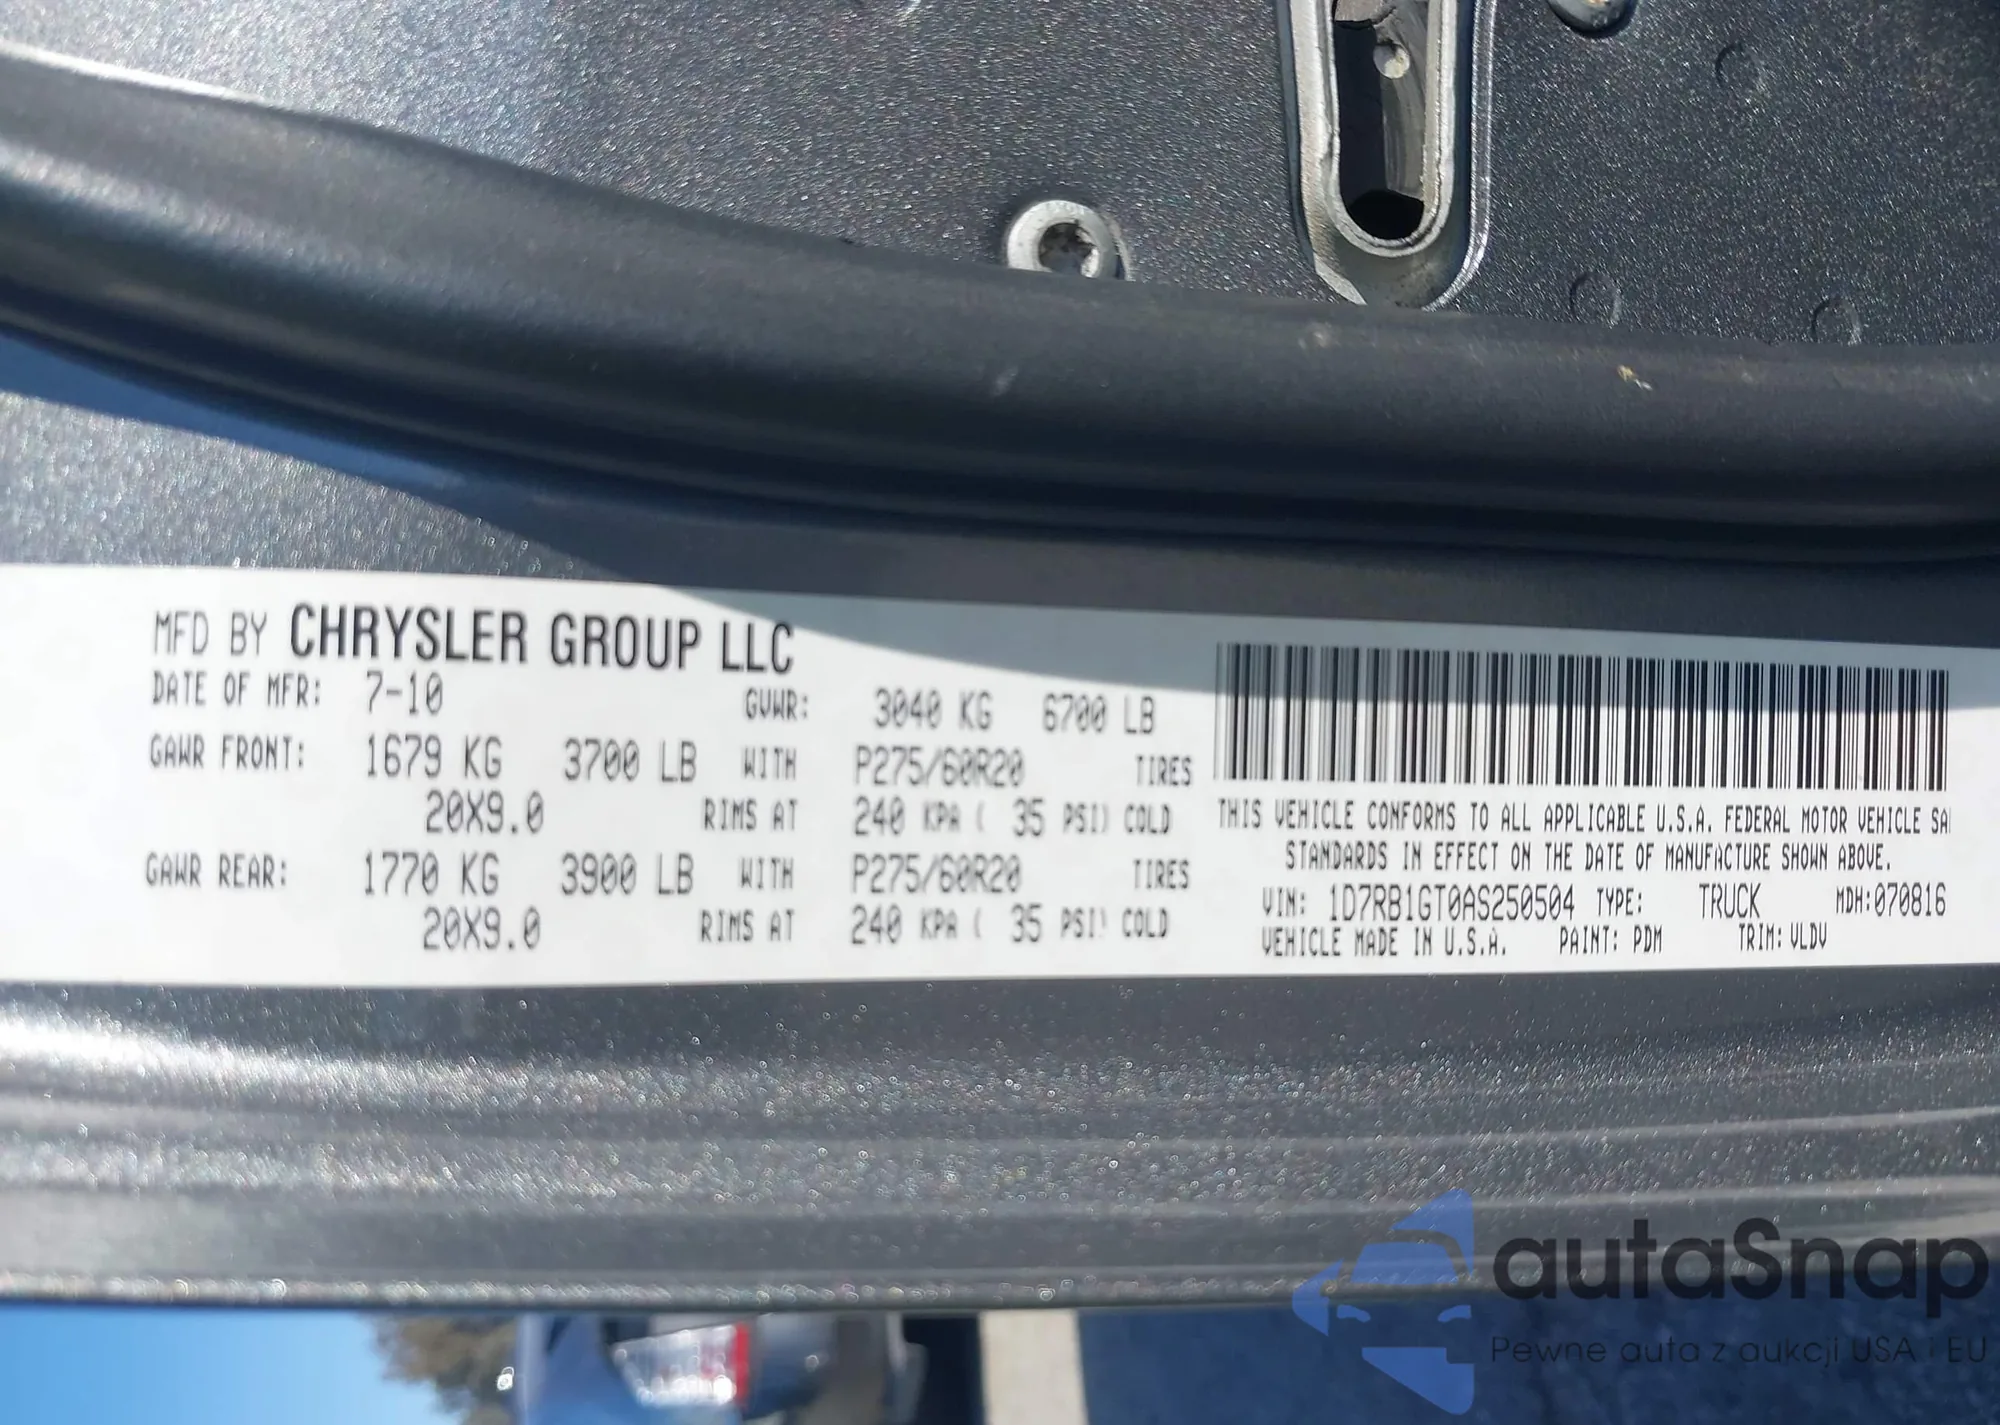 MFD BY CHRYSLER GROUP LLC
DATE OF MFR: 7-10 GVWR: 3040 KG 6700 LB
GAWR FRONT: 1679 KG 3700 LB WITH P275/60R20 TIRES
20X9.0 RIMS AT 240 KPA ( 35 PSI) COLD
GAWR REAR: 1770 KG 3900 LB WITH P275/60R20 TIRES
20X9.0 RIMS AT 240 KPA ( 35 PSI) COLD
THIS VEHICLE CONFORMS TO ALL APPLICABLE U.S.A. FEDERAL MOTOR VEHICLE SA
STANDARDS IN EFFECT ON THE DATE OF MANUFACTURE SHOWN ABOVE.
VIN: 1D7RB1GT0AS250504 TYPE: TRUCK MDH:070816
VEHICLE MADE IN U.S.A. PAINT: PDM TRIM: VLDV
autaSnap
Pewne auta z aukcji USA i EU